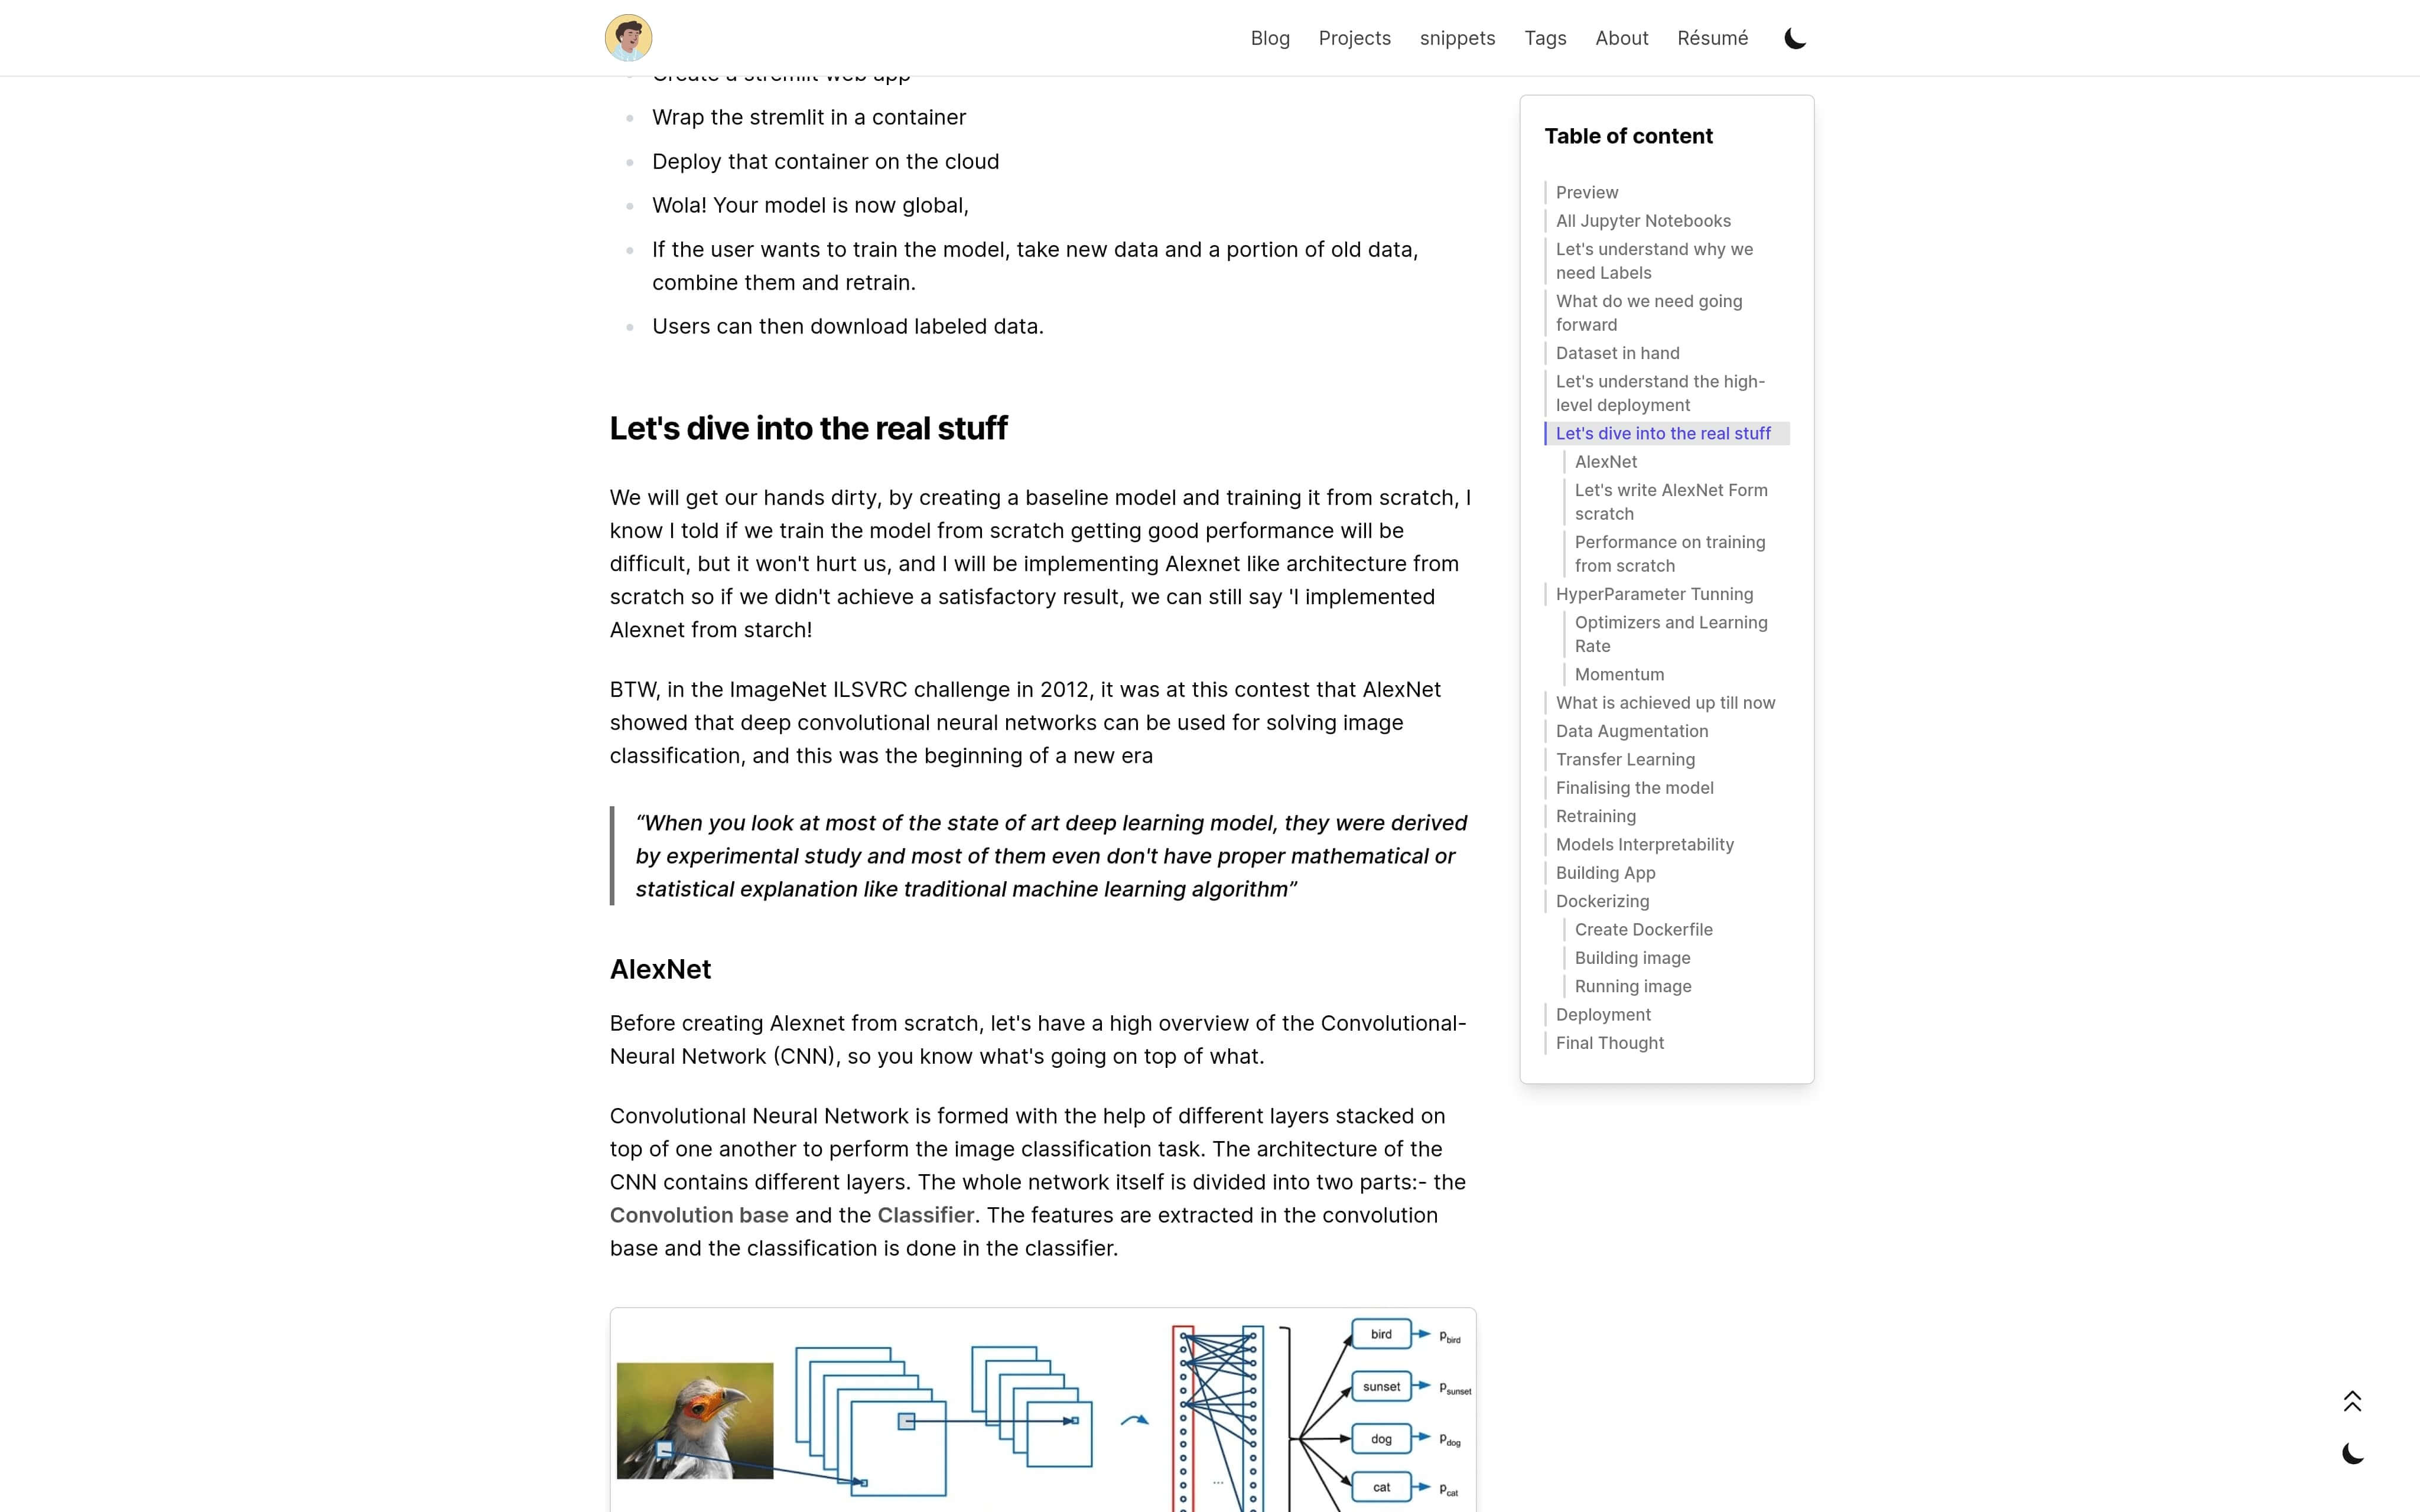 Blog Projects snippets Tags About Résumé
Create a stremlit web app
Wrap the stremlit in a container
Deploy that container on the cloud
Wola! Your model is now global,
If the user wants to train the model, take new data and a portion of old data,
combine them and retrain.
Users can then download labeled data.
Let's dive into the real stuff
We will get our hands dirty, by creating a baseline model and training it from scratch, I
know I told if we train the model from scratch getting good performance will be
difficult, but it won't hurt us, and I will be implementing Alexnet like architecture from
scratch so if we didn't achieve a satisfactory result, we can still say 'I implemented
Alexnet from starch!
BTW, in the ImageNet ILSVRC challenge in 2012, it was at this contest that AlexNet
showed that deep convolutional neural networks can be used for solving image
classification, and this was the beginning of a new era
“When you look at most of the state of art deep learning model, they were derived
by experimental study and most of them even don't have proper mathematical or
statistical explanation like traditional machine learning algorithm”
AlexNet
Before creating Alexnet from scratch, let's have a high overview of the Convolutional-
Neural Network (CNN), so you know what's going on top of what.
Convolutional Neural Network is formed with the help of different layers stacked on
top of one another to perform the image classification task. The architecture of the
CNN contains different layers. The whole network itself is divided into two parts:- the
Convolution base and the Classifier. The features are extracted in the convolution
base and the classification is done in the classifier.
bird p bird
sunset p sunset
dog p dog
cat p cat
...
Table of content
Preview
All Jupyter Notebooks
Let's understand why we
need Labels
What do we need going
forward
Dataset in hand
Let's understand the high-
level deployment
Let's dive into the real stuff
AlexNet
Let's write AlexNet Form
scratch
Performance on training
from scratch
HyperParameter Tunning
Optimizers and Learning
Rate
Momentum
What is achieved up till now
Data Augmentation
Transfer Learning
Finalising the model
Retraining
Models Interpretability
Building App
Dockerizing
Create Dockerfile
Building image
Running image
Deployment
Final Thought